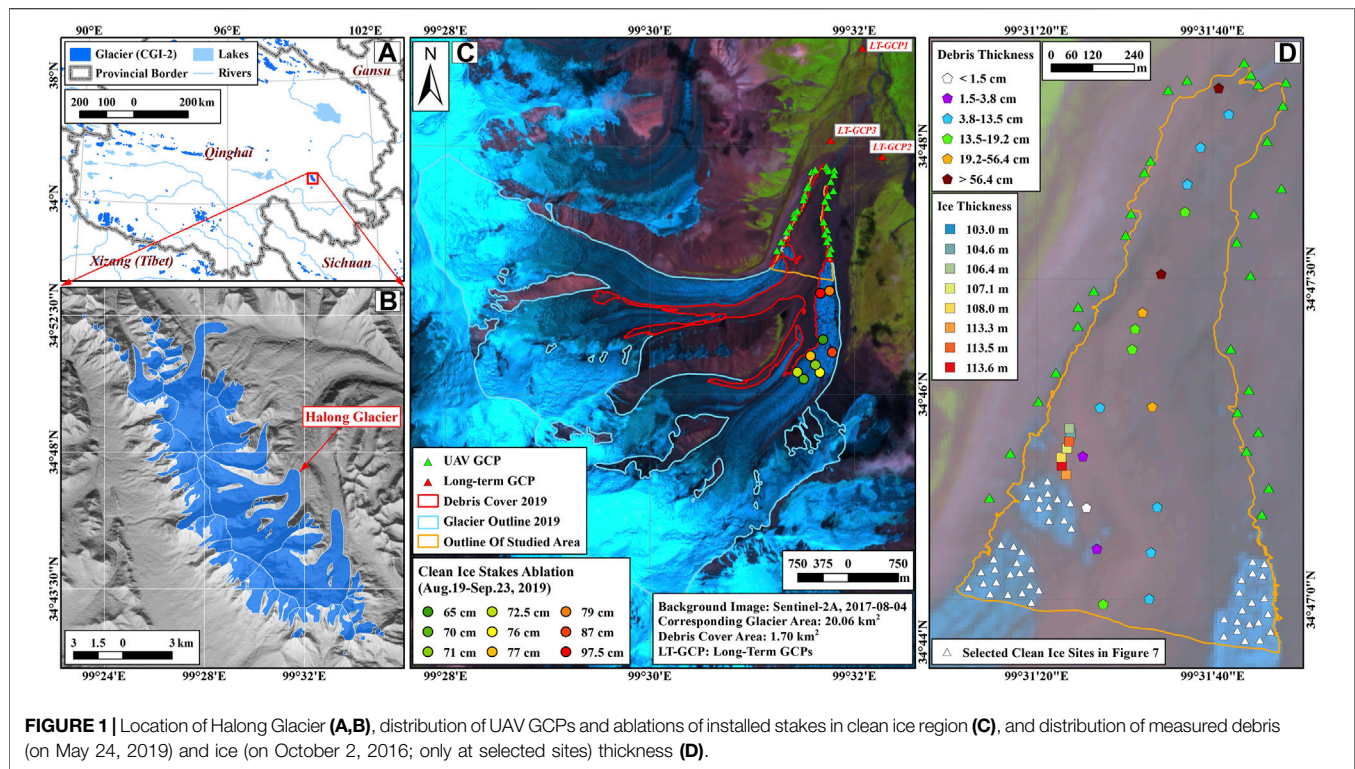 90°E
96°E
102°E
A
Glacier (CGI-2)
Lakes
Provincial Border
Rivers
200 100 0 200 km
Gansu
Qinghai
Xizang (Tibet)
Sichuan
38°N
34°N
B
Halong Glacier
34°52'30"N
34°48'N
34°43'30"N
3 1.5 0 3 km
99°24'E
99°28'E
99°32'E
99°28'E
99°30'E
99°32'E
C
N
LT-GCP1
LT-GCP3
LT-GCP2
34°48'N
34°46'N
34°44'N
UAV GCP
Long-term GCP
Debris Cover 2019
Glacier Outline 2019
Outline Of Studied Area
Clean Ice Stakes Ablation
(Aug.19-Sep.23, 2019)
65 cm
72.5 cm
79 cm
70 cm
76 cm
87 cm
71 cm
77 cm
97.5 cm
750 375 0 750
m
Background Image: Sentinel-2A, 2017-08-04
Corresponding Glacier Area: 20.06 km²
Debris Cover Area: 1.70 km²
LT-GCP: Long-Term GCPs
99°28'E
99°30'E
99°32'E
99°31'20"E
99°31'40"E
D
Debris Thickness
< 1.5 cm
1.5-3.8 cm
3.8-13.5 cm
13.5-19.2 cm
19.2-56.4 cm
> 56.4 cm
0 60 120 240
m
Ice Thickness
103.0 m
104.6 m
106.4 m
107.1 m
108.0 m
113.3 m
113.5 m
113.6 m
34°47'30"N
34°47'0"N
Selected Clean Ice Sites in Figure 7
99°31'20"E
99°31'40"E
FIGURE 1 | Location of Halong Glacier (A,B), distribution of UAV GCPs and ablations of installed stakes in clean ice region (C), and distribution of measured debris
(on May 24, 2019) and ice (on October 2, 2016; only at selected sites) thickness (D).